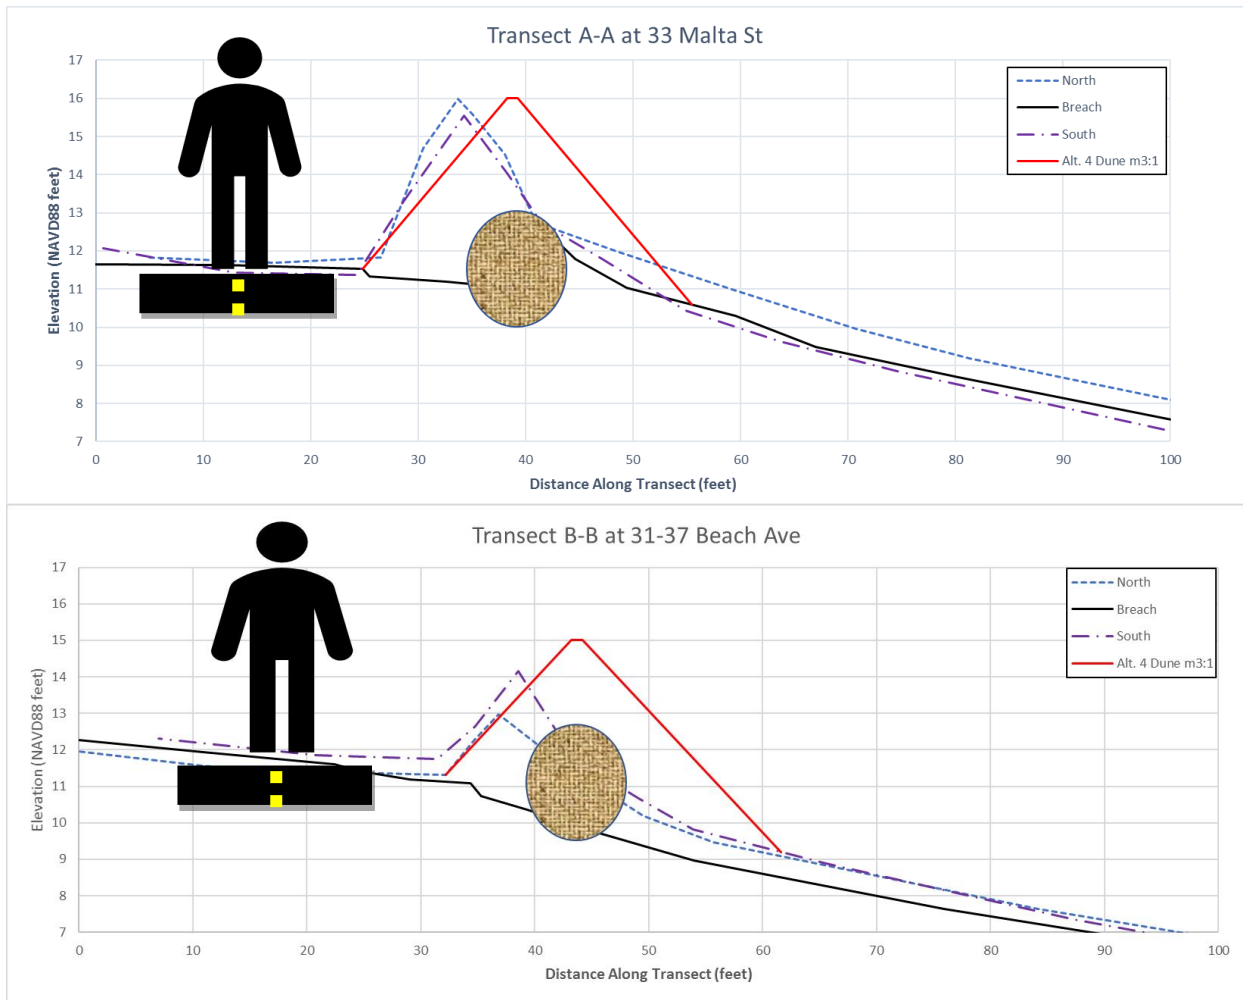 Transect A-A at 33 Malta St
17
16
15
14
13
12
11
10
9
8
7
Elevation (NAVD88 feet)
North
Breach
South
Alt. 4 Dune m3:1
0 10 20 30 40 50 60 70 80 90 100
Distance Along Transect (feet)
Transect B-B at 31-37 Beach Ave
17
16
15
14
13
12
11
10
9
8
7
Elevation (NAVD88 feet)
North
Breach
South
Alt. 4 Dune m3:1
0 10 20 30 40 50 60 70 80 90 100
Distance Along Transect (feet)